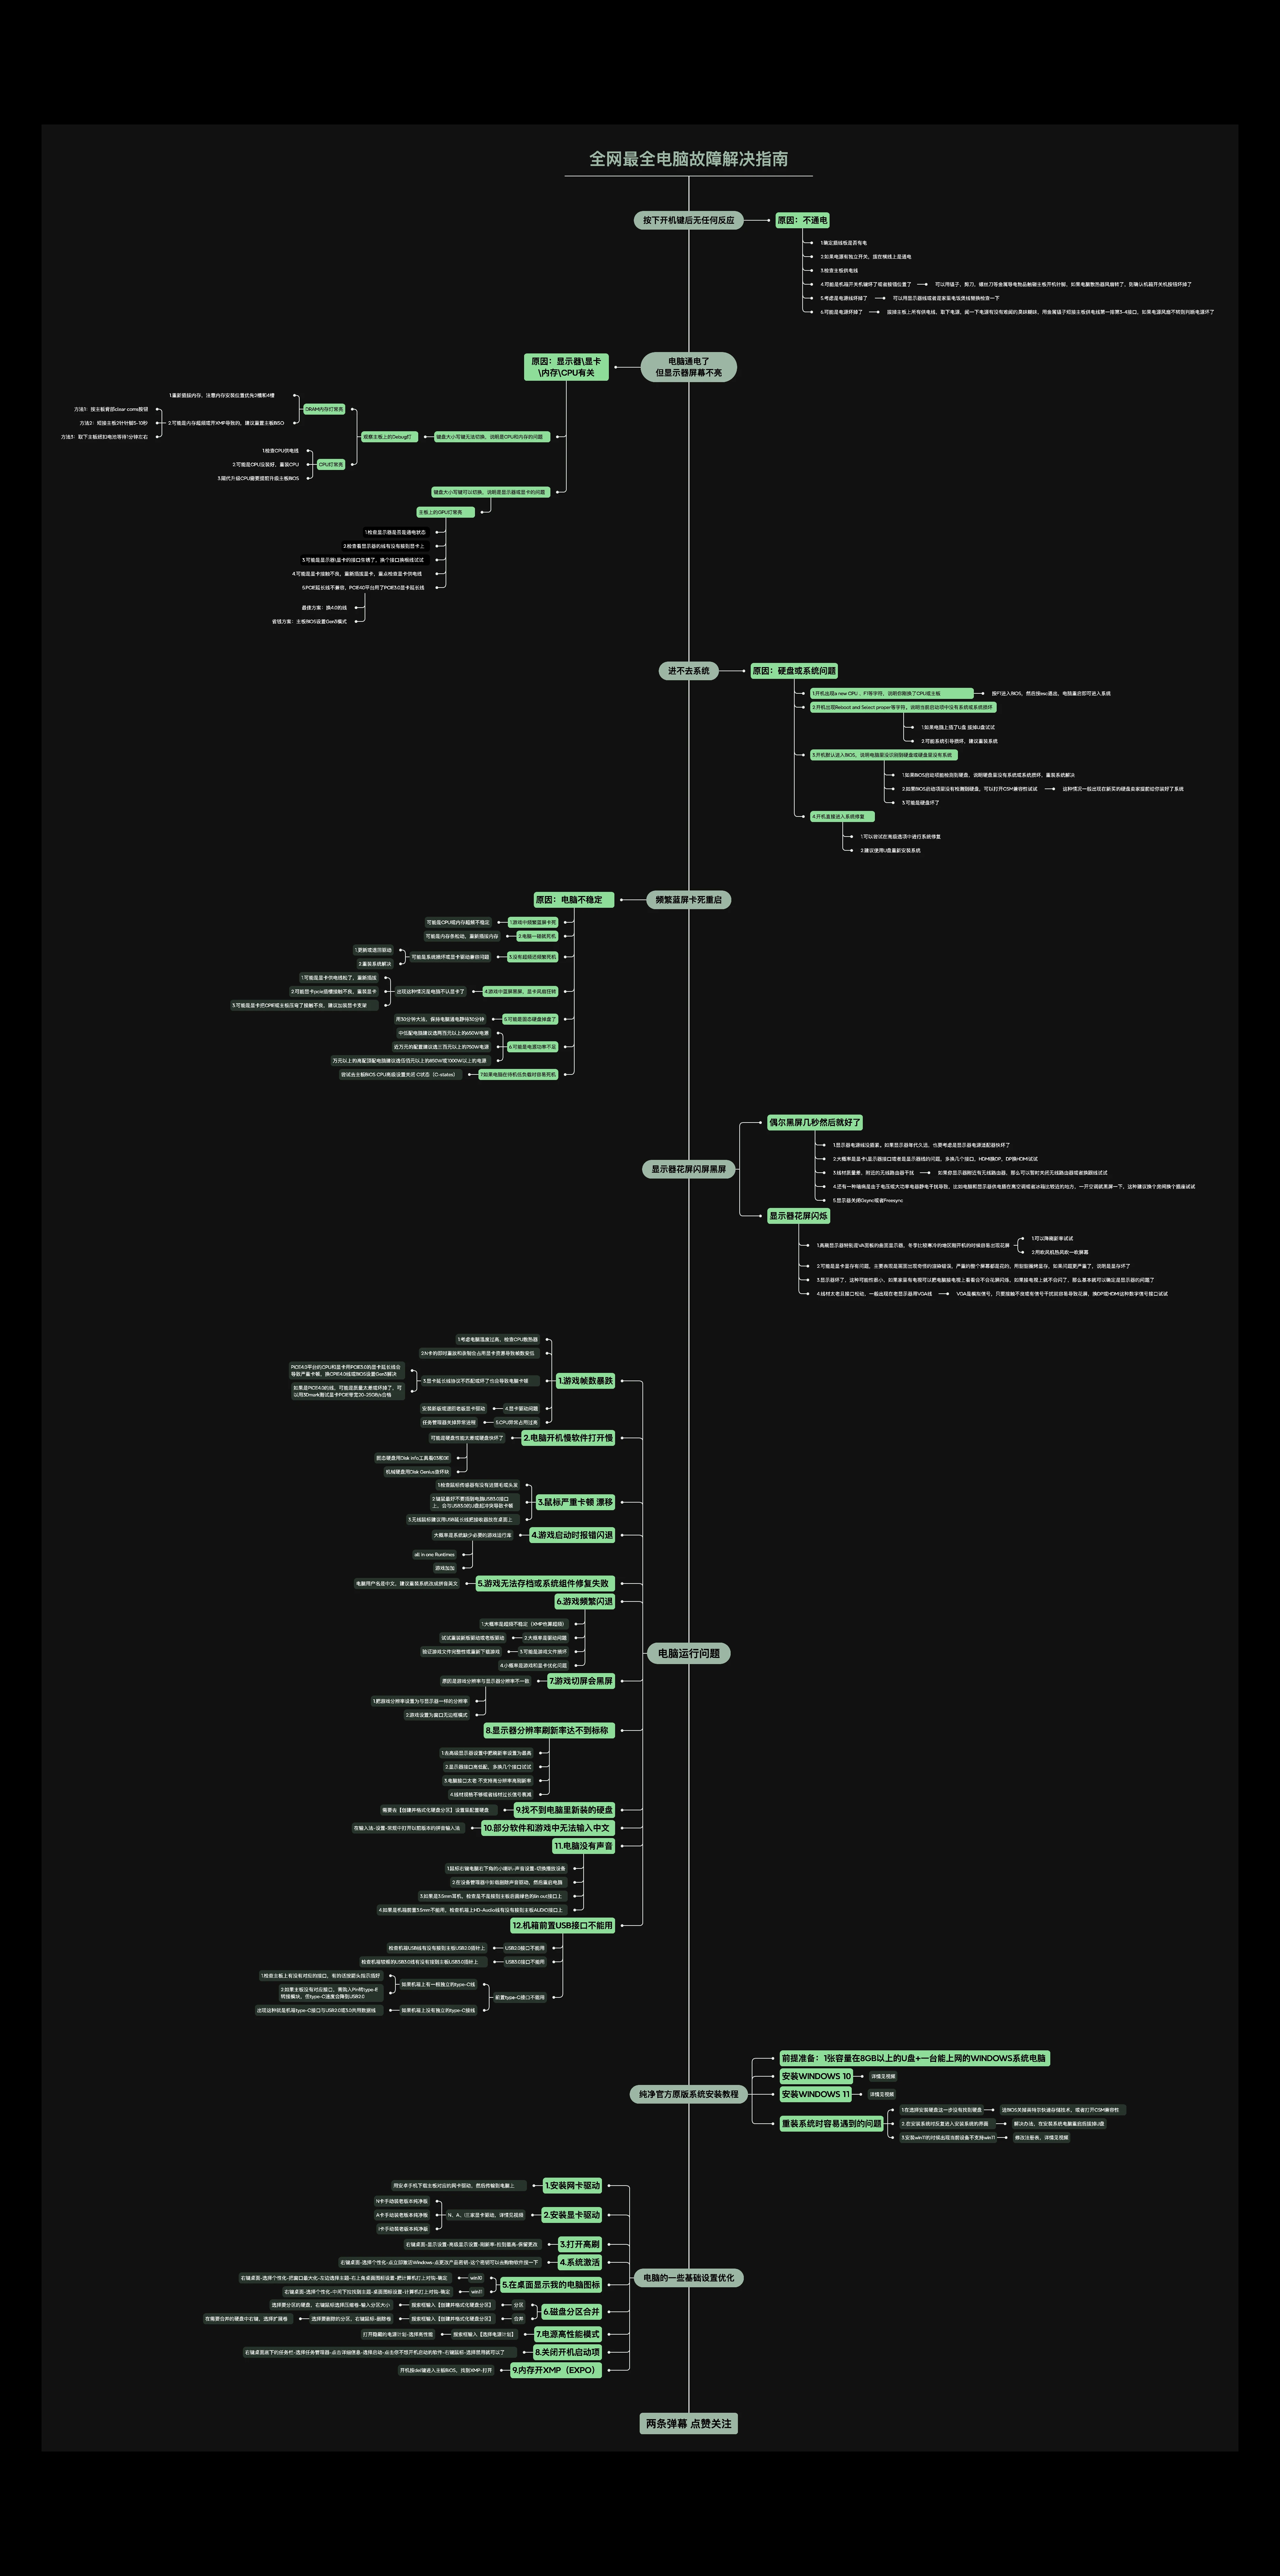 全网最全电脑故障解决指南
按下开机键后无任何反应
原因：不通电
1.确定插线板是否有电
2.如果电源有独立开关，拨在横线上是通电
3.检查主板供电线
4.可能是机箱开关机键坏了或者接错位置了
可以用镊子，剪刀，螺丝刀等金属导电物品触碰主板开机针脚，如果电脑散热器风扇转了，则确认机箱开关机按钮坏掉了
5.考虑是电源线坏掉了
可以用显示器线或者是家里电饭煲线替换检查一下
6.可能是电源坏掉了
拔掉主板上所有供电线，取下电源，闻一下电源有没有难闻的臭味糊味，用金属镊子短接主板供电线第一排第3-4接口，如果电源风扇不转则判断电源坏了
电脑通电了
但显示器屏幕不亮
原因：显示器\显卡
\内存\CPU有关
键盘大小写键无法切换，说明是CPU和内存的问题
观察主板上的Debug灯
DRAM内存灯常亮
1.重新插拔内存，注意内存安装位置优先2槽和4槽
2.可能是内存超频或开XMP导致的，建议重置主板BISO
方法1：按主板背部clear coms按钮
方法2：短接主板2针针脚5-10秒
方法3：取下主板纽扣电池等待1分钟左右
CPU灯常亮
1.检查CPU供电线
2.可能是CPU没装好，重装CPU
3.隔代升级CPU需要提前升级主板BIOS
键盘大小写键可以切换，说明是显示器或显卡的问题
主板上的GPU灯常亮
1.检查显示器是否是通电状态
2.检查看显示器的线有没有接到显卡上
3.可能是显示器\显卡的接口生锈了，换个接口换根线试试
4.可能是显卡接触不良，重新插拔显卡，重点检查显卡供电线
5.PCIE延长线不兼容，PCIE4.0平台用了PCIE3.0显卡延长线
最佳方案：换4.0的线
省钱方案：主板BIOS设置Gen3模式
进不去系统
原因：硬盘或系统问题
1.开机出现a new CPU 、F1等字符，说明你刚换了CPU或主板
按F1进入BIOS，然后按esc退出，电脑重启即可进入系统
2.开机出现Reboot and Select proper等字符，说明当前启动项中没有系统或系统损坏
1.如果电脑上插了U盘 拔掉U盘试试
2.可能系统引导损坏，建议重装系统
3.开机默认进入BIOS，说明电脑里没识别到硬盘或硬盘里没有系统
1.如果BIOS启动项能检测到硬盘，说明硬盘里没有系统或系统损坏，重装系统解决
2.如果BIOS启动项里没有检测到硬盘，可以打开CSM兼容性试试
这种情况一般出现在新买的硬盘卖家提前给你装好了系统
3.可能是硬盘坏了
4.开机直接进入系统修复
1.可以尝试在高级选项中进行系统修复
2.建议使用U盘重新安装系统
频繁蓝屏卡死重启
原因：电脑不稳定
1.游戏中频繁蓝屏卡死
可能是CPU或内存超频不稳定
2.电脑一碰就死机
可能是内存条松动，重新插拔内存
3.没有超频还频繁死机
可能是系统损坏或显卡驱动兼容问题
1.更新或退回驱动
2.重装系统解决
4.游戏中蓝屏黑屏，显卡风扇狂转
出现这种情况是电脑不认显卡了
1.可能是显卡供电线松了，重新插线
2.可能显卡pcie插槽接触不良，重装显卡
3.可能是显卡把CPIE或主板压弯了接触不良，建议加装显卡支架
5.可能是固态硬盘掉盘了
用30分钟大法，保持电脑通电静待30分钟
6.可能是电源功率不足
中低配电脑建议选两百元以上的650W电源
近万元的配置建议选三百元以上的750W电源
万元以上的高配顶配电脑建议选伍佰元以上的850W或1000W以上的电源
7.如果电脑在待机低负载时容易死机
尝试去主板BIOS CPU高级设置关闭 C状态（C-states）
显示器花屏闪屏黑屏
偶尔黑屏几秒然后就好了
1.显示器电源线没插紧，如果显示器年代久远，也要考虑是显示器电源适配器快坏了
2.大概率是显卡\显示器接口或者是显示器线的问题，多换几个接口，HDMI换DP，DP换HDMI试试
3.线材质量差，附近的无线路由器干扰
如果你显示器附近有无线路由器，那么可以暂时关闭无线路由器或者换跟线试试
4.还有一种情况是由于电压或大功率电器静电干扰导致，比如电脑和显示器供电插在离空调或者冰箱比较近的地方，一开空调就黑屏一下，这种建议换个房间换个插座试试
5.显示器关闭Gsync或者Freesync
显示器花屏闪烁
1.高刷显示器特别是VA面板的曲面显示器，冬季比较寒冷的地区刚开机的时候容易出现花屏
1.可以降刷新率试试
2.用吹风机热风吹一吹屏幕
2.可能是显卡显存有问题，主要表现是画面出现奇怪的渲染错误，严重的整个屏幕都是花的，用甜甜圈烤显存，如果问题更严重了，说明是显存坏了
3.显示器坏了，这种可能性很小，如果家里有电视可以把电脑接电视上看看会不会花屏闪烁，如果接电视上就不会闪了，那么基本就可以确定是显示器的问题了
4.线材太老且接口松动，一般出现在老显示器用VGA线
VGA是模拟信号，只要接触不良或有信号干扰就容易导致花屏，换DP或HDMI这种数字信号接口试试
电脑运行问题
1.游戏帧数暴跌
1.考虑电脑温度过高，检查CPU散热器
2.N卡的即时重放和录制会占用显卡资源导致帧数变低
3.显卡延长线协议不匹配或坏了也会导致电脑卡顿
PICE4.0平台的CPU和显卡用PCIE3.0的显卡延长线会
导致严重卡顿，换CPIE4.0线或BIOS设置Gen3解决
如果是PICE4.0的线，可能是质量太差或坏掉了，可
以用3Dmark测试显卡PCIE带宽20-25GB/s合格
4.显卡驱动问题
安装新版或退回老版显卡驱动
5.CPU异常占用过高
任务管理器关掉异常进程
2.电脑开机慢软件打开慢
可能是硬盘性能太差或硬盘快坏了
固态硬盘用Disk info工具看03和0E
机械硬盘用Disk Genius查坏块
3.鼠标严重卡顿 漂移
1.检查鼠标传感器有没有进猫毛或头发
2.键鼠最好不要插到电脑USB3.0接口
上，会与USB3.0的U盘起冲突导致卡顿
3.无线鼠标建议用USB延长线把接收器放在桌面上
4.游戏启动时报错闪退
大概率是系统缺少必要的游戏运行库
all in one Runtimes
游戏加加
5.游戏无法存档或系统组件修复失败
电脑用户名是中文，建议重装系统改成拼音英文
6.游戏频繁闪退
1.大概率是超频不稳定（XMP也算超频）
2.大概率是驱动问题
试试重装新版驱动或老板驱动
3.可能是游戏文件损坏
验证游戏文件完整性或重新下载游戏
4.小概率是游戏和显卡优化问题
7.游戏切屏会黑屏
原因是游戏分辨率与显示器分辨率不一致
1.把游戏分辨率设置为与显示器一样的分辨率
2.游戏设置为窗口无边框模式
8.显示器分辨率刷新率达不到标称
1.去高级显示器设置中把刷新率设置为最高
2.显示器接口高低配，多换几个接口试试
3.电脑接口太老 不支持高分辨率高刷新率
4.线材规格不够或者线材过长信号衰减
9.找不到电脑里新装的硬盘
需要去【创建并格式化硬盘分区】设置里配置硬盘
10.部分软件和游戏中无法输入中文
在输入法-设置-常规中打开以前版本的拼音输入法
11.电脑没有声音
1.鼠标右键电脑右下角的小喇叭-声音设置-切换播放设备
2.在设备管理器中卸载删除声音驱动，然后重启电脑
3.如果是3.5mm耳机，检查是不是接到主板后面绿色的lin out接口上
4.如果是机箱前置3.5mm不能用，检查机箱上HD-Audio线有没有接到主板AUDIO接口上
12.机箱前置USB接口不能用
USB2.0接口不能用
检查机箱USB线有没有接到主板USB2.0插针上
USB3.0接口不能用
检查机箱较粗的USB3.0线有没有接到主板USB3.0插针上
前置type-C接口不能用
如果机箱上有一根独立的type-C线
1.检查主板上有没有对应的接口，有的话按箭头指示插好
2.如果主板没有对应接口，需购入Pin转type-E
转接模块，但type-C速度会降到USB2.0
如果机箱上没有独立的type-C接线
出现这种就是机箱type-C接口与USB2.0或3.0共用数据线
纯净官方原版系统安装教程
前提准备：1张容量在8GB以上的U盘+一台能上网的WINDOWS系统电脑
安装WINDOWS 10
详情见视频
安装WINDOWS 11
详情见视频
重装系统时容易遇到的问题
1.在选择安装硬盘这一步没有找到硬盘
进BIOS关掉英特尔快速存储技术，或者打开CSM兼容性
2.在安装系统时反复进入安装系统的界面
解决办法，在安装系统电脑重启后拔掉U盘
3.安装win11的时候出现当前设备不支持win11
修改注册表，详情见视频
电脑的一些基础设置优化
1.安装网卡驱动
用安卓手机下载主板对应的网卡驱动，然后传输到电脑上
2.安装显卡驱动
N、A、I三家显卡驱动，详情见视频
N卡手动装老版本纯净版
A卡手动装老版本纯净版
I卡手动装老版本纯净版
3.打开高刷
右键桌面-显示设置-高级显示设置-刷新率-拉到最高-保留更改
4.系统激活
右键桌面-选择个性化-点立即激活Windows-点更改产品密钥-这个密钥可以去购物软件搜一下
5.在桌面显示我的电脑图标
win10
右键桌面-选择个性化-把窗口最大化-左边选择主题-右上角桌面图标设置-把计算机打上对钩-确定
win11
右键桌面-选择个性化-中间下拉找到主题-桌面图标设置-计算机打上对勾-确定
6.磁盘分区合并
分区
搜索框输入【创建并格式化硬盘分区】
选择要分区的硬盘，右键鼠标选择压缩卷-输入分区大小
合并
搜索框输入【创建并格式化硬盘分区】
选择要删除的分区，右键鼠标-删除卷
在需要合并的硬盘中右键，选择扩展卷
7.电源高性能模式
搜索框输入【选择电源计划】
打开隐藏的电源计划-选择高性能
8.关闭开机启动项
右键桌面底下的任务栏-选择任务管理器-点击详细信息-选择启动-点击你不想开机启动的软件-右键鼠标-选择禁用就可以了
9.内存开XMP（EXPO）
开机按del键进入主板BIOS，找到XMP-打开
两条弹幕 点赞关注